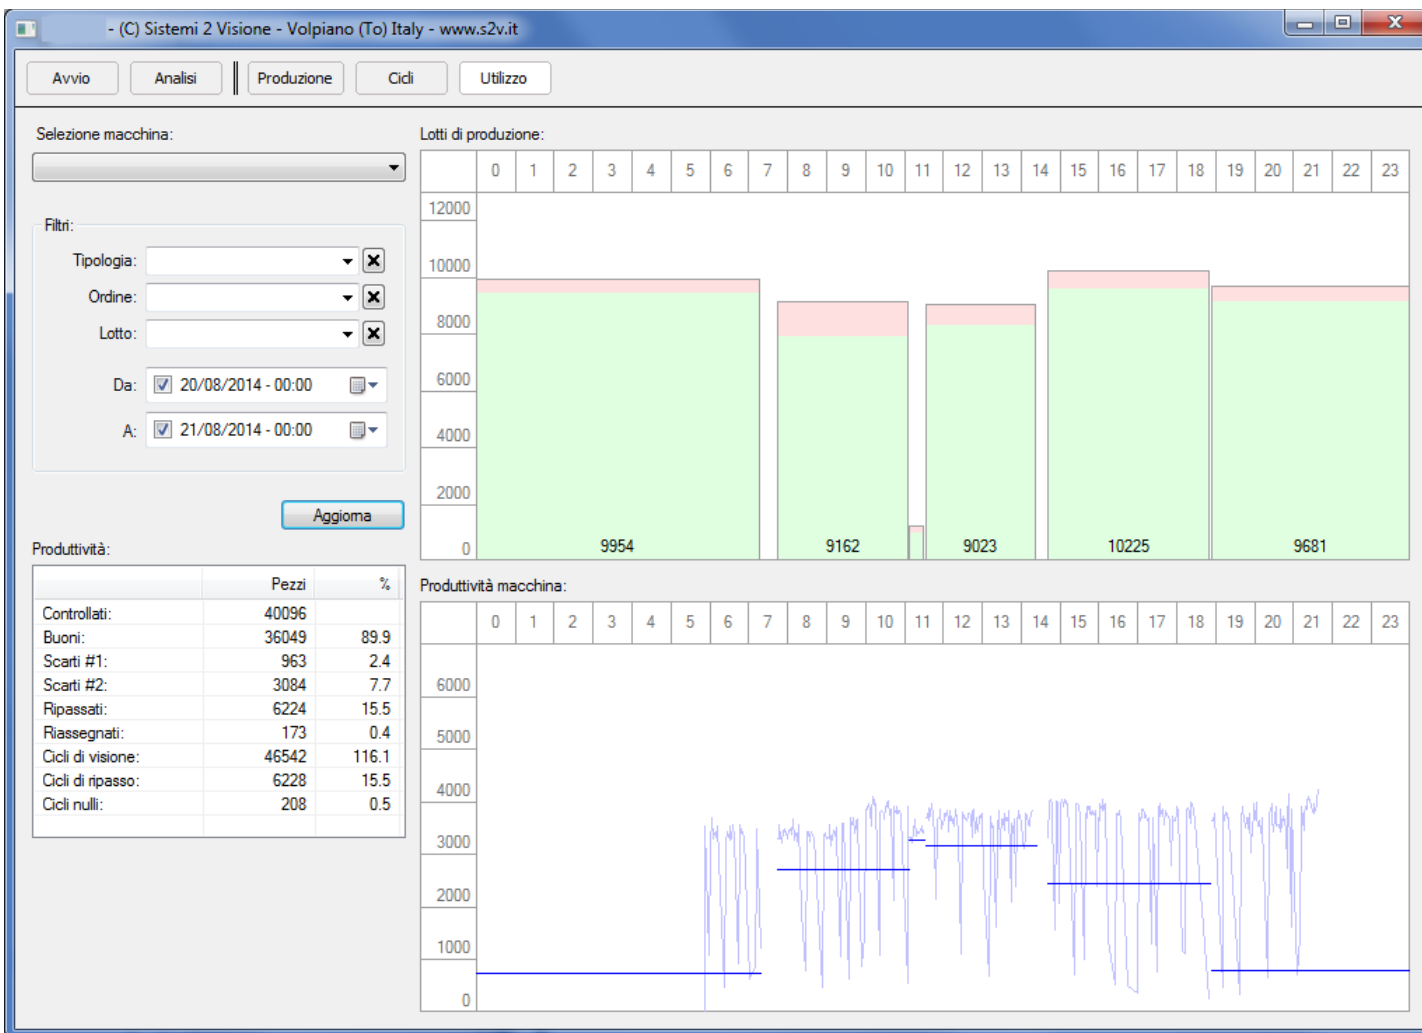 - (C) Sistemi 2 Visione - Volpiano (To) Italy - www.s2v.it
Avvio Analisi Produzione Cicli Utilizzo
Selezione macchina:
Filtri:
Tipologia:
Ordine:
Lotto:
Da: 20/08/2014 - 00:00
A: 21/08/2014 - 00:00
Aggiorna
Produttività:
Pezzi %
Controllati: 40096
Buoni: 36049 89.9
Scarti #1: 963 2.4
Scarti #2: 3084 7.7
Ripassati: 6224 15.5
Riassegnati: 173 0.4
Cicli di visione: 46542 116.1
Cicli di ripasso: 6228 15.5
Cicli nulli: 208 0.5
Lotti di produzione:
0 1 2 3 4 5 6 7 8 9 10 11 12 13 14 15 16 17 18 19 20 21 22 23
12000
10000
8000
6000
4000
2000
0 9954 9162 9023 10225 9681
Produttività macchina:
0 1 2 3 4 5 6 7 8 9 10 11 12 13 14 15 16 17 18 19 20 21 22 23
6000
5000
4000
3000
2000
1000
0